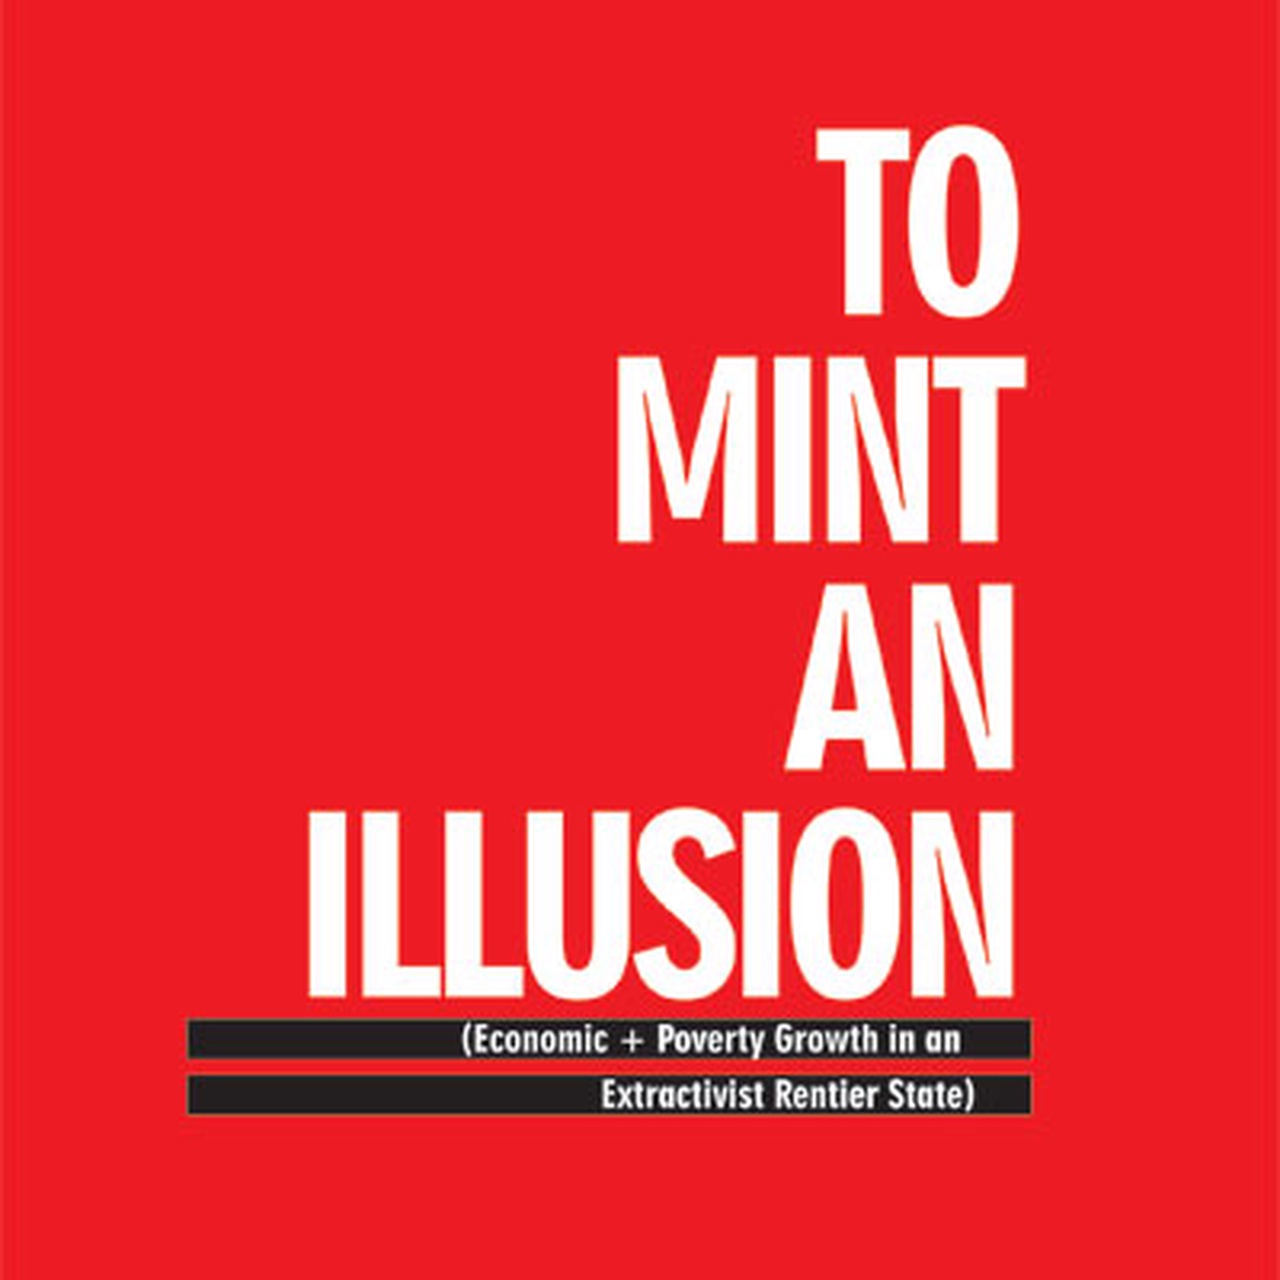 TO
MINT
AN
ILLUSION
(Economic + Poverty Growth in an
Extractivist Rentier State)